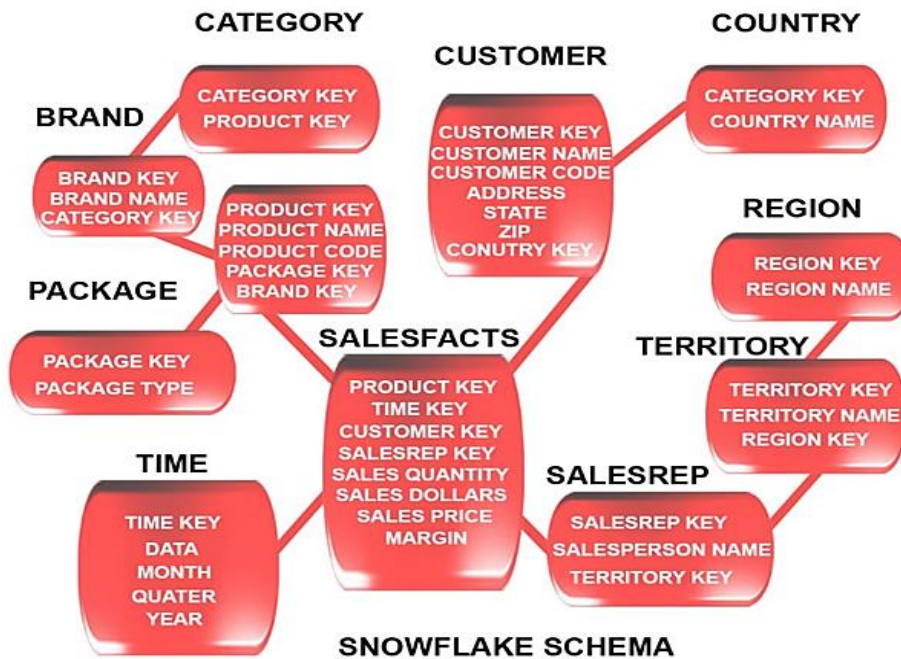 CATEGORY
CATEGORY KEY
PRODUCT KEY
BRAND
BRAND KEY
BRAND NAME
CATEGORY KEY
PRODUCT KEY
PRODUCT NAME
PRODUCT CODE
PACKAGE KEY
BRAND KEY
PACKAGE
PACKAGE KEY
PACKAGE TYPE
CUSTOMER
CUSTOMER KEY
CUSTOMER NAME
CUSTOMER CODE
ADDRESS
STATE
ZIP
CONUTRY KEY
COUNTRY
CATEGORY KEY
COUNTRY NAME
REGION
REGION KEY
REGION NAME
TERRITORY
TERRITORY KEY
TERRITORY NAME
REGION KEY
SALESFACTS
PRODUCT KEY
TIME KEY
CUSTOMER KEY
SALESREP KEY
SALES QUANTITY
SALES DOLLARS
SALES PRICE
MARGIN
TIME
TIME KEY
DATA
MONTH
QUATER
YEAR
SALESREP
SALESREP KEY
SALESPERSON NAME
TERRITORY KEY
SNOWFLAKE SCHEMA